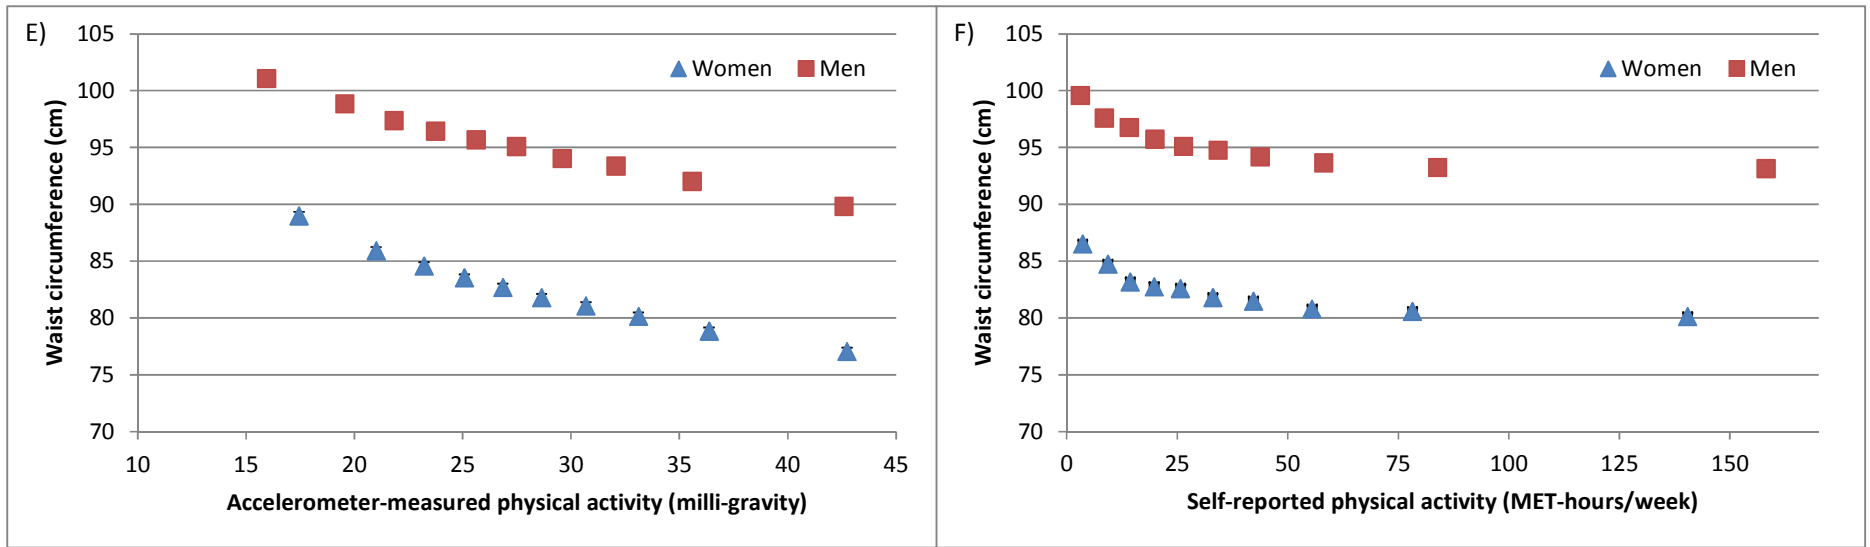 E)
105
100
95
90
85
80
75
70
Waist circumference (cm)
Women Men
10 15 20 25 30 35 40 45
Accelerometer-measured physical activity (milli-gravity)
F)
105
100
95
90
85
80
75
70
Waist circumference (cm)
Women Men
0 25 50 75 100 125 150
Self-reported physical activity (MET-hours/week)